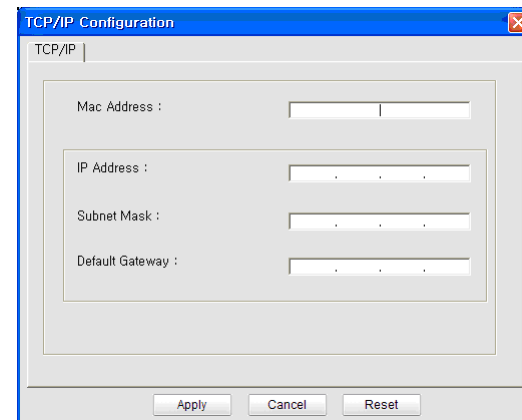 TCP/IP Configuration
TCP/IP
Mac Address :
IP Address :
. . .
Subnet Mask :
. . .
Default Gateway :
. . .
Apply Cancel Reset